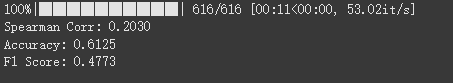 100%|█████████████| 616/616 [00:11<00:00, 53.02it/s]
Spearman Corr: 0.2030
Accuracy: 0.6125
F1 Score: 0.4773